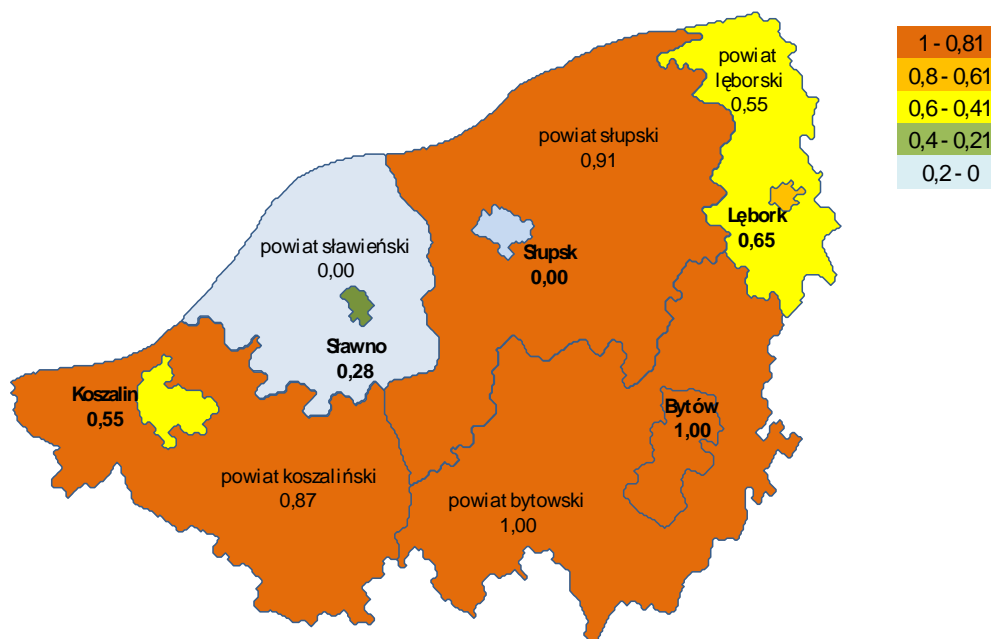 1 - 0,81
0,8 - 0,61
0,6 - 0,41
0,4 - 0,21
0,2 - 0
powiat
lęborski
0,55
powiat słupski
0,91
Lębork
0,65
powiat sławieński
0,00
Słupsk
0,00
Sławno
0,28
Koszalin
0,55
Bytów
1,00
powiat koszaliński
0,87
powiat bytowski
1,00